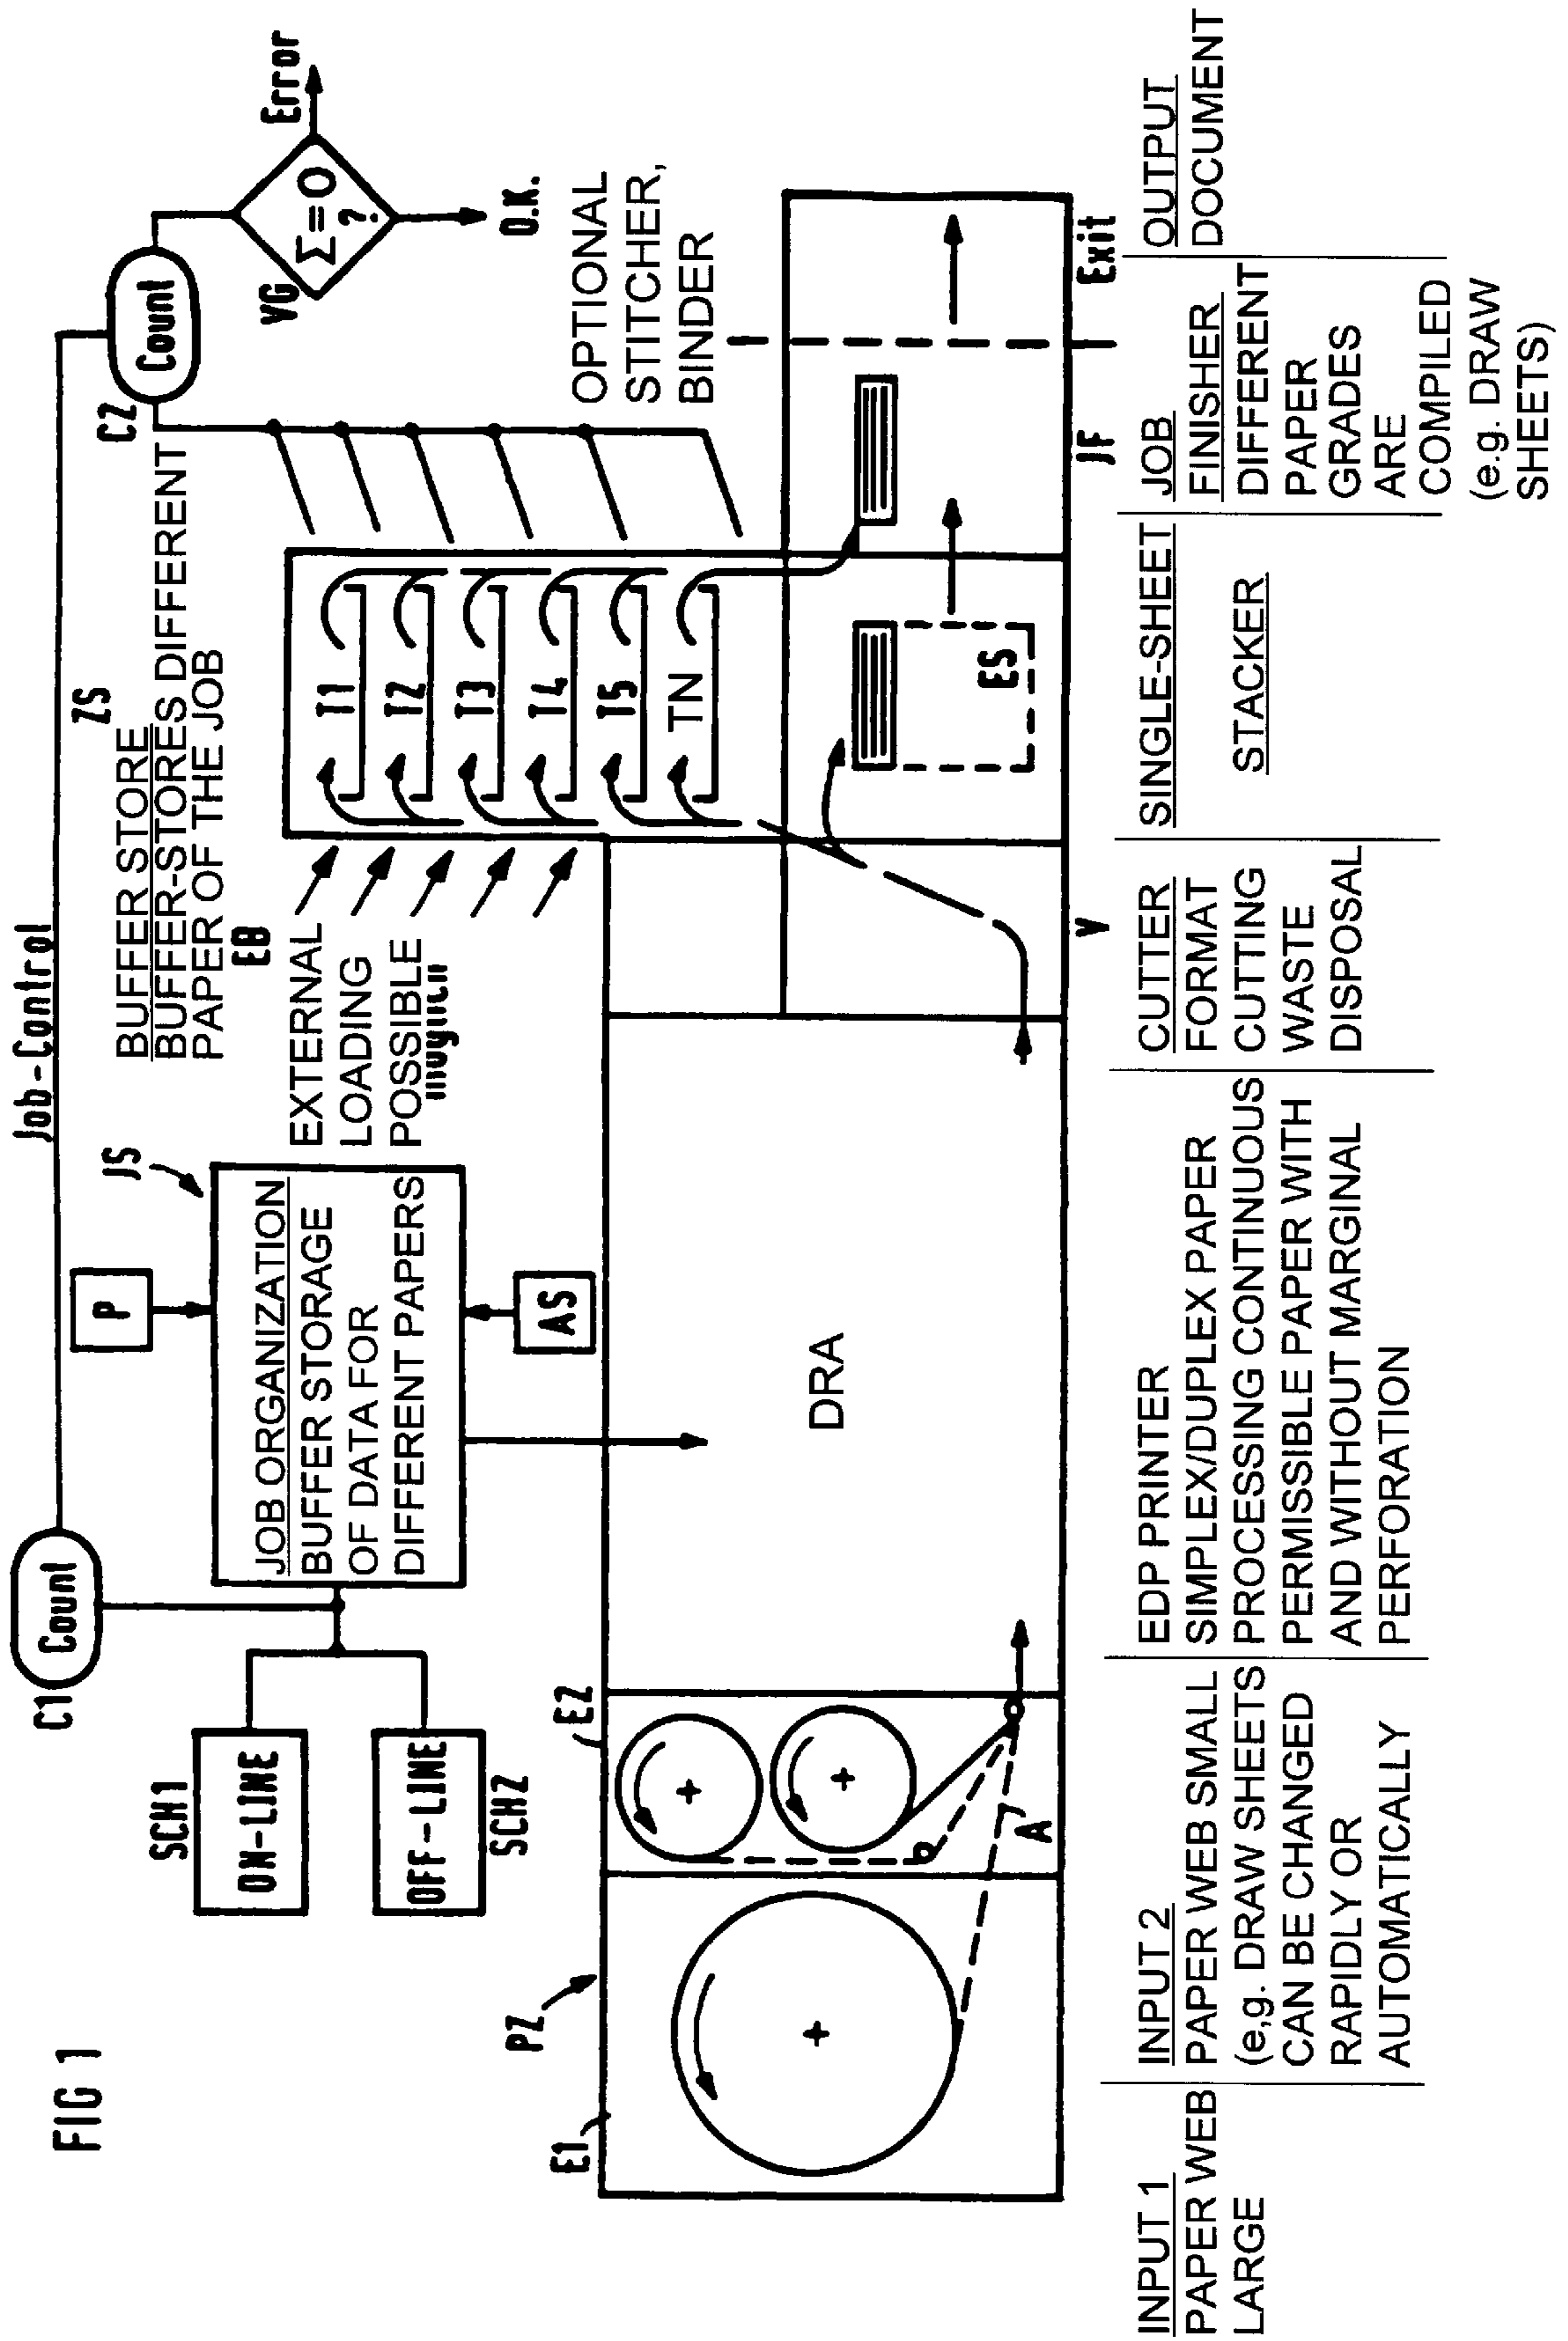 FIG 1
C1
Count
Job-Control
CZ
Count
VG
Σ=0
?
Error
O.K.
SCH1
ON-LINE
OFF-LINE
SCHZ
P
JS
JOB ORGANIZATION
BUFFER STORAGE
OF DATA FOR
DIFFERENT PAPERS
AS
ZS
BUFFER STORE
BUFFER-STORES DIFFERENT
PAPER OF THE JOB
EB
EXTERNAL
LOADING
POSSIBLE
T1
T2
T3
T4
T5
TN
OPTIONAL
STITCHER,
BINDER
PZ
E1
EZ
A
DRA
ES
V
JF
Exit
INPUT 1
PAPER WEB
LARGE
INPUT 2
PAPER WEB SMALL
(e,g. DRAW SHEETS
CAN BE CHANGED
RAPIDLY OR
AUTOMATICALLY
EDP PRINTER
SIMPLEX/DUPLEX PAPER
PROCESSING CONTINUOUS
PERMISSIBLE PAPER WITH
AND WITHOUT MARGINAL
PERFORATION
CUTTER
FORMAT
CUTTING
WASTE
DISPOSAL
SINGLE-SHEET
STACKER
JOB
FINISHER
DIFFERENT
PAPER
GRADES
ARE
COMPILED
(e.g. DRAW
SHEETS)
OUTPUT
DOCUMENT